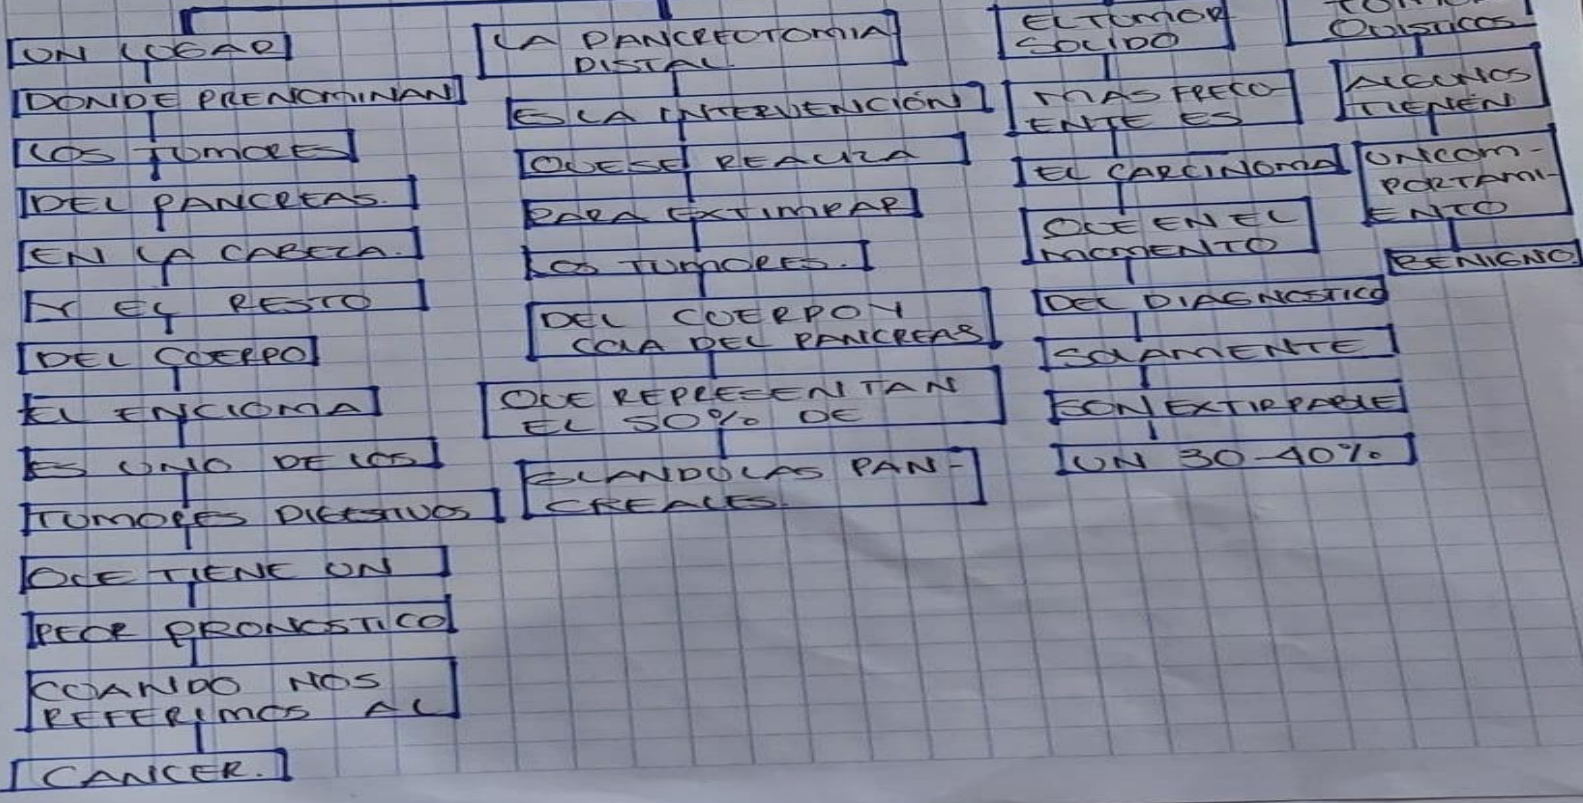 UN LUGAR
DONDE PRENOMINAN
LOS TUMORES
DEL PANCREAS.
EN LA CABEZA.
Y EL RESTO
DEL CUERPO
EL ENCIOMA
ES UNO DE LOS
TUMORES DIGESTIVOS
QUE TIENE UN
PEOR PRONOSTICO
CUANDO NOS
REFERIMOS AL
CANCER.
LA PANCREOTOMIA
DISTAL
ES LA INTERVENCIÓN
QUE SE REALIZA
PARA EXTIMPAR
LOS TUMORES.
DEL CUERPO Y
COLA DEL PANCREAS
QUE REPRECENTAN
EL 50% DE
GLANDULAS PAN-
CREALES.
EL TUMOR
SOLIDO
MAS FRECU-
ENTE ES
EL CARCINOMA
QUE EN EL
MOMENTO
DEL DIAGNOSTICO
SOLAMENTE
SON EXTIRPABLE
UN 30-40%
QUISTICOS
ALGUNOS
TIENEN
UN COM-
PORTAMI-
ENTO
BENIGNO